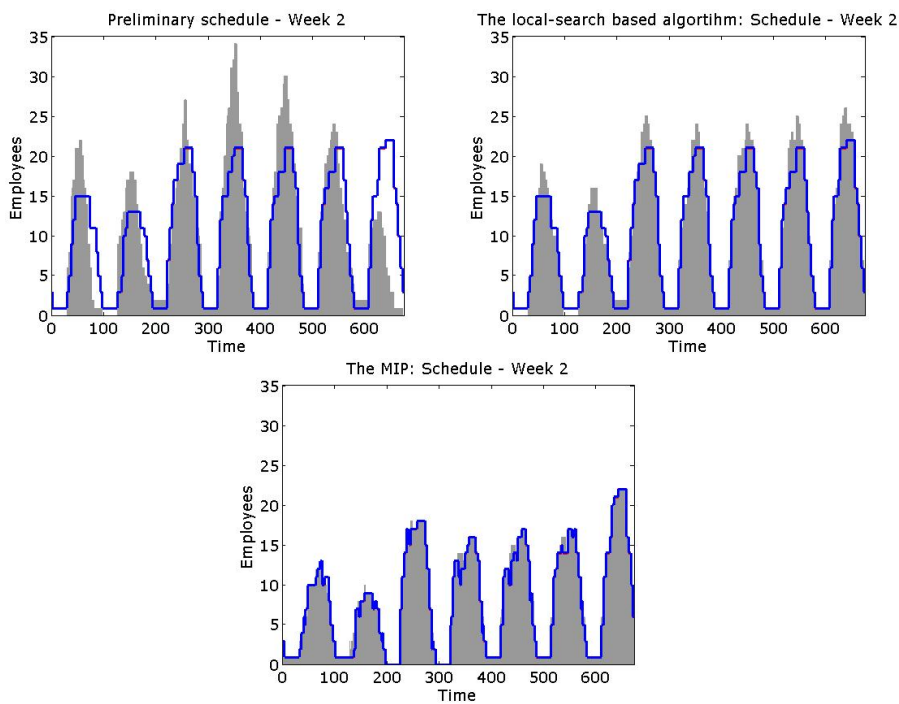 Preliminary schedule - Week 2
35
30
25
20
15
10
5
0
Employees
0 100 200 300 400 500 600
Time
The local-search based algortihm: Schedule - Week 2
35
30
25
20
15
10
5
0
Employees
0 100 200 300 400 500 600
Time
The MIP: Schedule - Week 2
35
30
25
20
15
10
5
0
Employees
0 100 200 300 400 500 600
Time